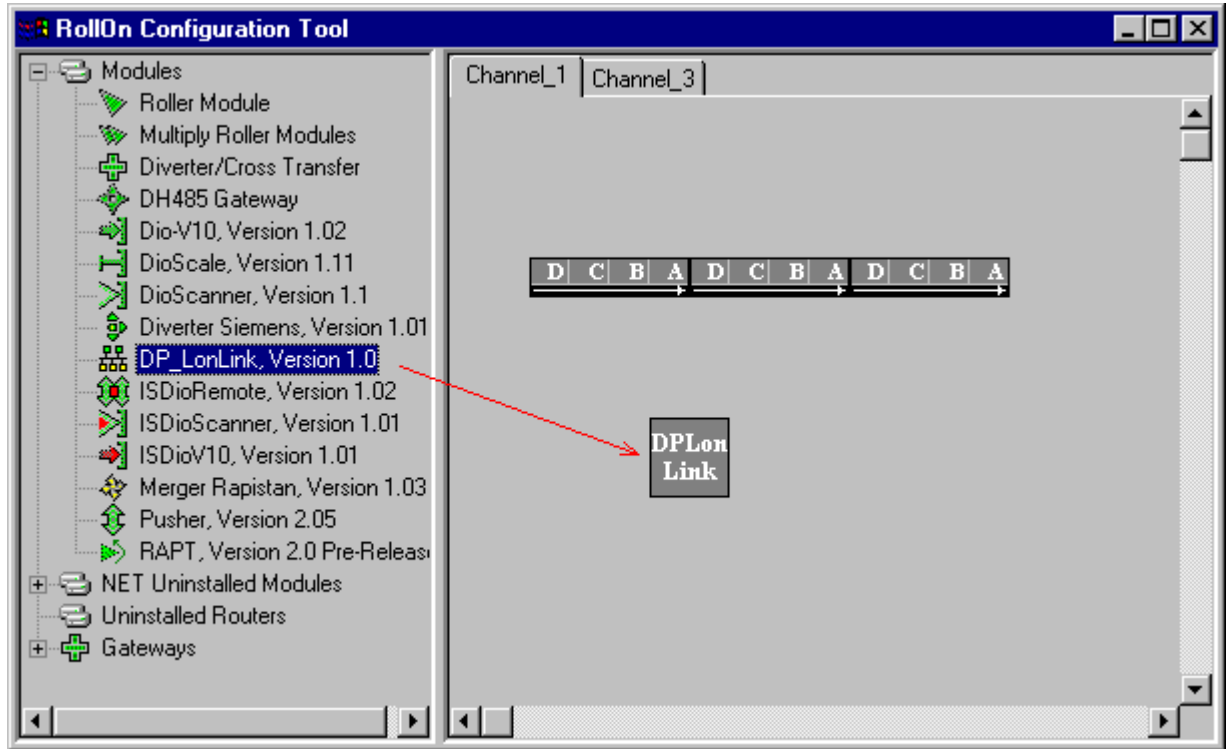 RollOn Configuration Tool
Modules
Roller Module
Multiply Roller Modules
Diverter/Cross Transfer
DH485 Gateway
Dio-V10, Version 1.02
DioScale, Version 1.11
DioScanner, Version 1.1
Diverter Siemens, Version 1.01
DP_LonLink, Version 1.0
ISDioRemote, Version 1.02
ISDioScanner, Version 1.01
ISDioV10, Version 1.01
Merger Rapistan, Version 1.03
Pusher, Version 2.05
RAPT, Version 2.0 Pre-Releas
NET Uninstalled Modules
Uninstalled Routers
Gateways
Channel_1 Channel_3
D C B A D C B A D C B A
DPLon
Link